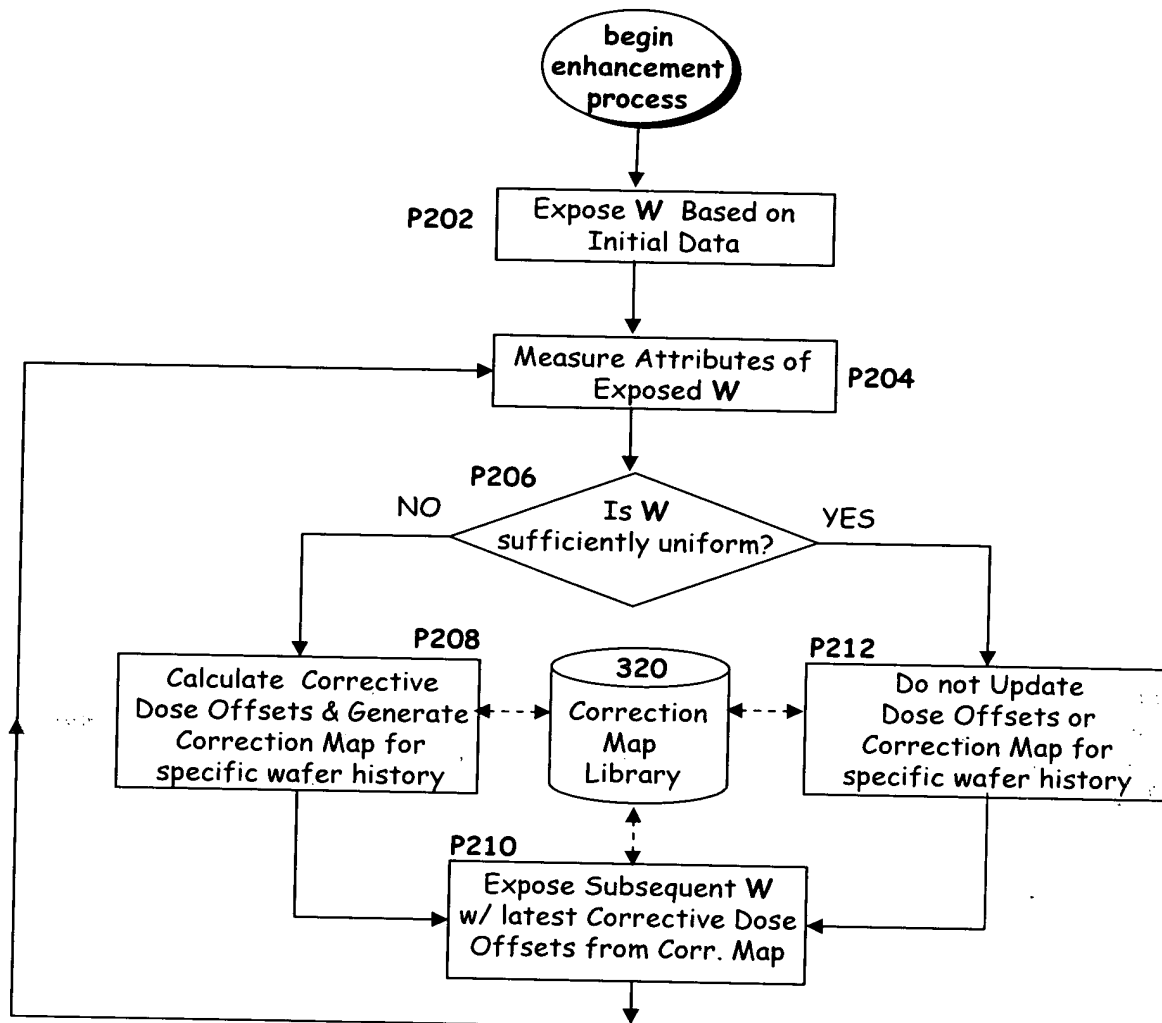 begin
enhancement
process
P202
Expose W Based on
Initial Data
Measure Attributes of
Exposed W
P204
P206
NO
Is W
sufficiently uniform?
YES
P208
Calculate Corrective
Dose Offsets & Generate
Correction Map for
specific wafer history
320
Correction
Map
Library
P212
Do not Update
Dose Offsets or
Correction Map for
specific wafer history
P210
Expose Subsequent W
w/ latest Corrective Dose
Offsets from Corr. Map